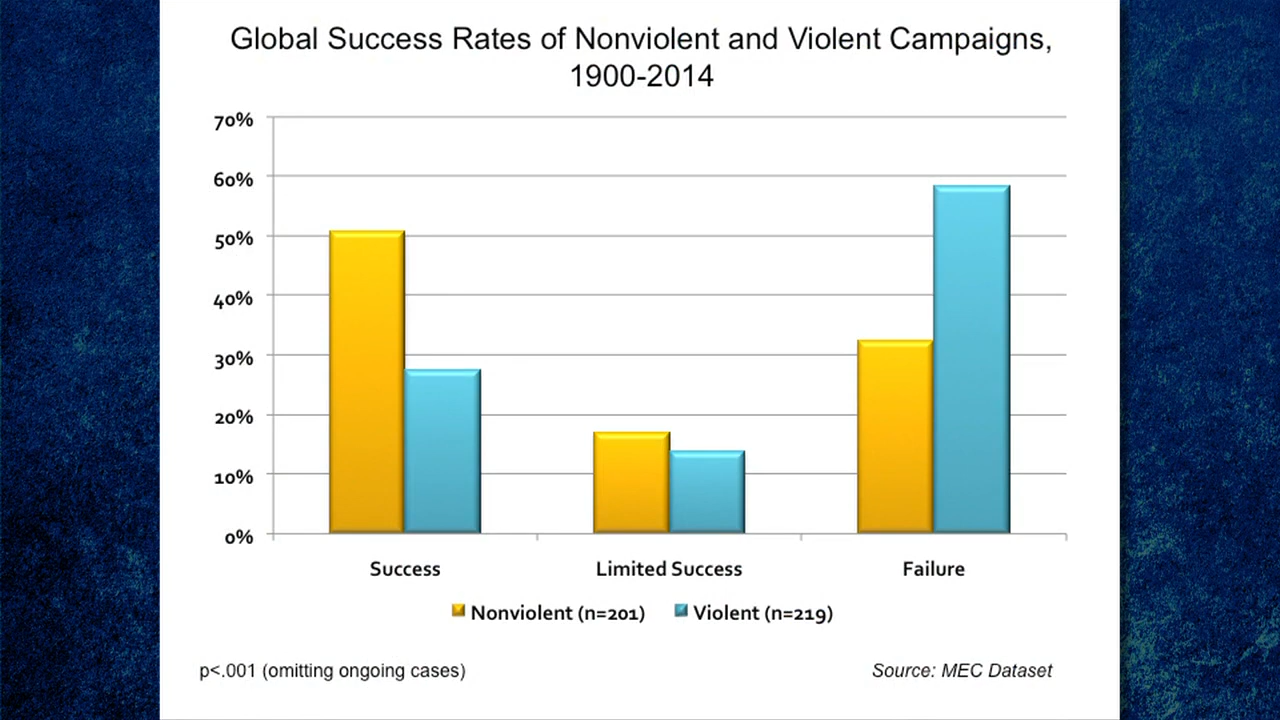 Global Success Rates of Nonviolent and Violent Campaigns,
1900-2014
70%
60%
50%
40%
30%
20%
10%
0%
Success
Limited Success
Failure
Nonviolent (n=201)
Violent (n=219)
p<.001 (omitting ongoing cases)
Source: MEC Dataset